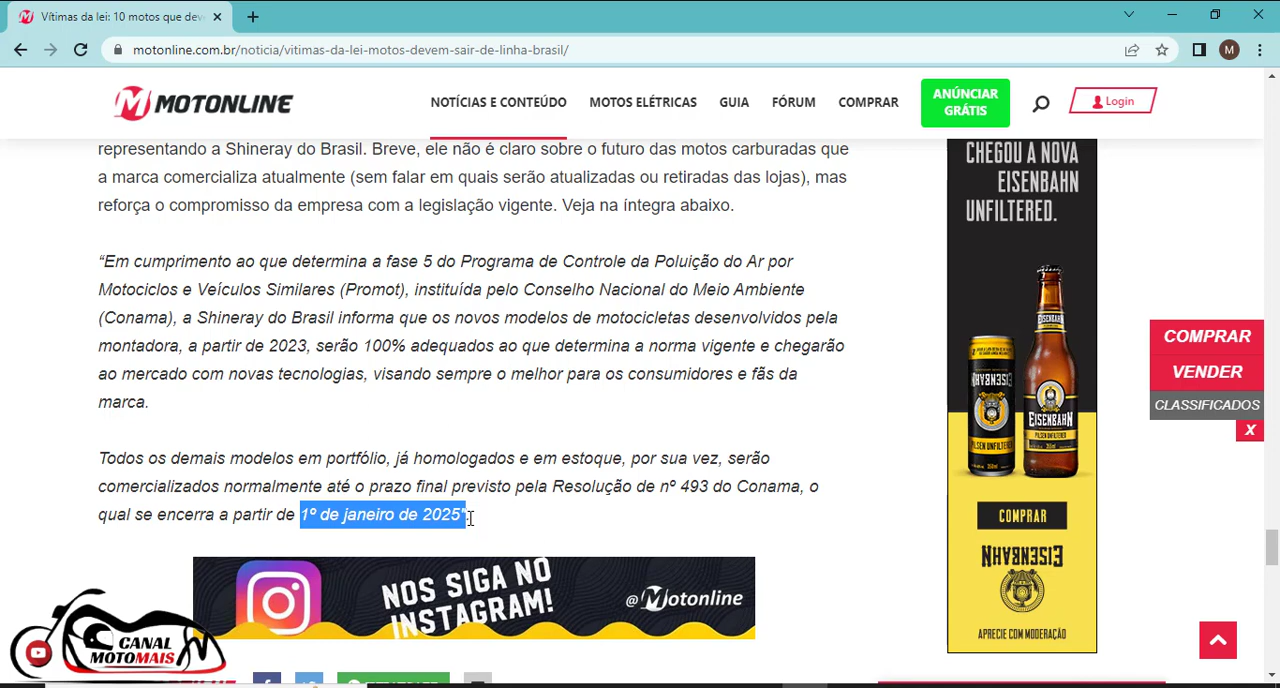 Vítimas da lei: 10 motos que dev
motonline.com.br/noticia/vitimas-da-lei-motos-devem-sair-de-linha-brasil/
M
MOTONLINE
NOTÍCIAS E CONTEÚDO
MOTOS ELÉTRICAS
GUIA
FÓRUM
COMPRAR
ANÚNCIAR
GRÁTIS
Login
representando a Shineray do Brasil. Breve, ele não é claro sobre o futuro das motos carburadas que
a marca comercializa atualmente (sem falar em quais serão atualizadas ou retiradas das lojas), mas
reforça o compromisso da empresa com a legislação vigente. Veja na íntegra abaixo.
“Em cumprimento ao que determina a fase 5 do Programa de Controle da Poluição do Ar por
Motociclos e Veículos Similares (Promot), instituída pelo Conselho Nacional do Meio Ambiente
(Conama), a Shineray do Brasil informa que os novos modelos de motocicletas desenvolvidos pela
montadora, a partir de 2023, serão 100% adequadas ao que determina a norma vigente e chegarão
ao mercado com novas tecnologias, visando sempre o melhor para os consumidores e fãs da
marca.
Todos os demais modelos em portfólio, já homologados e em estoque, por sua vez, serão
comercializados normalmente até o prazo final previsto pela Resolução de nº 493 do Conama, o
qual se encerra a partir de 1º de janeiro de 2025”.
CHEGOU A NOVA
EISENBAHN
UNFILTERED.
EISENBAHN
EISENBAHN
PILSEN UNFILTERED
COMPRAR
EISENBAHN
APRECIE COM MODERAÇÃO
COMPRAR
VENDER
CLASSIFICADOS
X
NOS SIGA NO
INSTAGRAM!
@Motonline
CANAL
MOTOMAIS